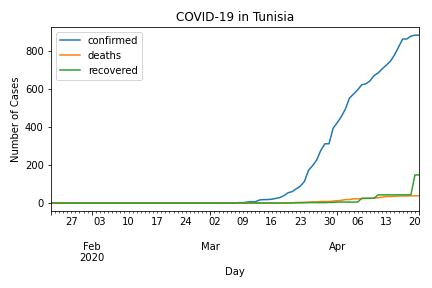 COVID-19 in Tunisia
confirmed
deaths
recovered
Number of Cases
800
600
400
200
0
27 03 10 17 24 02 09 16 23 30 06 13 20
Feb Mar Apr
2020
Day